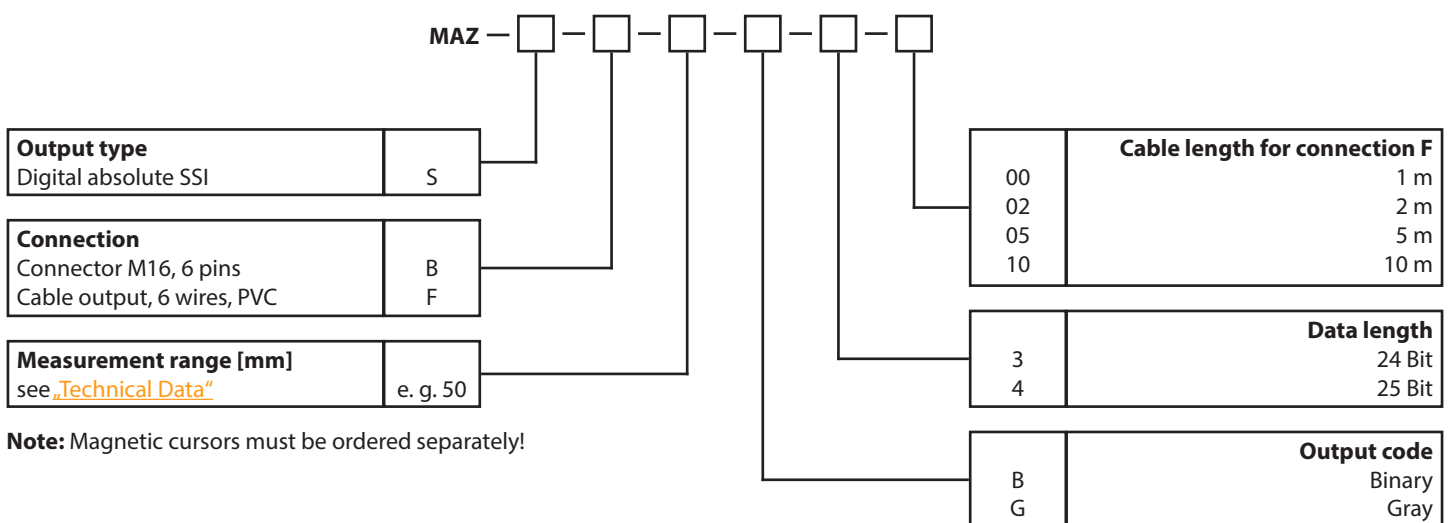 MAZ
Output type
Digital absolute SSI S
Connection
Connector M16, 6 pins B
Cable output, 6 wires, PVC F
Measurement range [mm]
see „Technical Data“ e. g. 50
Note: Magnetic cursors must be ordered separately!
Cable length for connection F
00 1 m
02 2 m
05 5 m
10 10 m
Data length
3 24 Bit
4 25 Bit
Output code
B Binary
G Gray